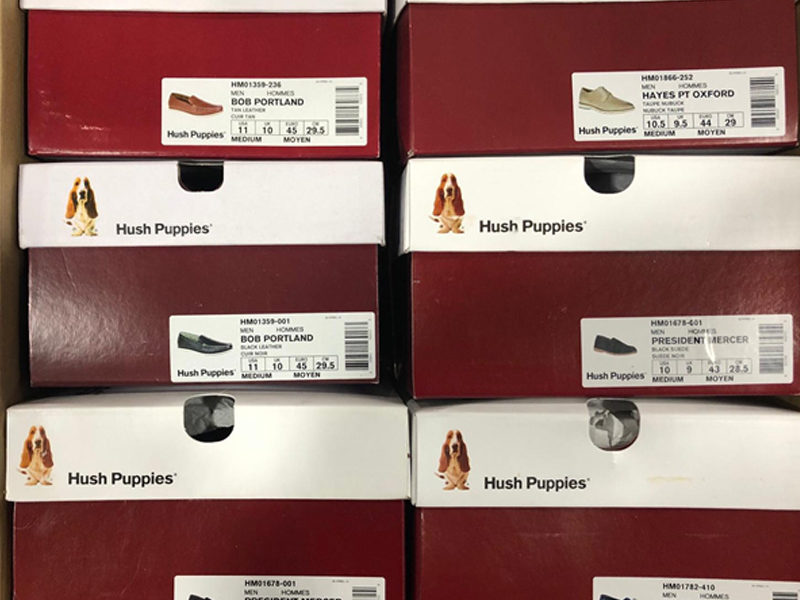 HM01359-236
MEN HOMMES
BOB PORTLAND
TAN LEATHER
CUIR TAN
USA UK EURO CM
11 10 45 29.5
MEDIUM MOYEN
Hush Puppies
HM01866-252
MEN HOMMES
HAYES PT OXFORD
TAUPE NUBUCK
NUBUCK TAUPE
USA UK EURO CM
10.5 9.5 44 29
MEDIUM MOYEN
Hush Puppies
Hush Puppies
Hush Puppies
HM01359-001
MEN HOMMES
BOB PORTLAND
BLACK LEATHER
CUIR NOIR
USA UK EURO CM
11 10 45 29.5
MEDIUM MOYEN
Hush Puppies
HM01678-001
MEN HOMMES
PRESIDENT MERCER
BLACK SUEDE
SUEDE NOIR
USA UK EURO CM
10 9 43 28.5
MEDIUM MOYEN
Hush Puppies
Hush Puppies
Hush Puppies
HM01678-001
MEN HOMMES
PRESIDENT MERCER
HM01782-410
MEN HOMMES